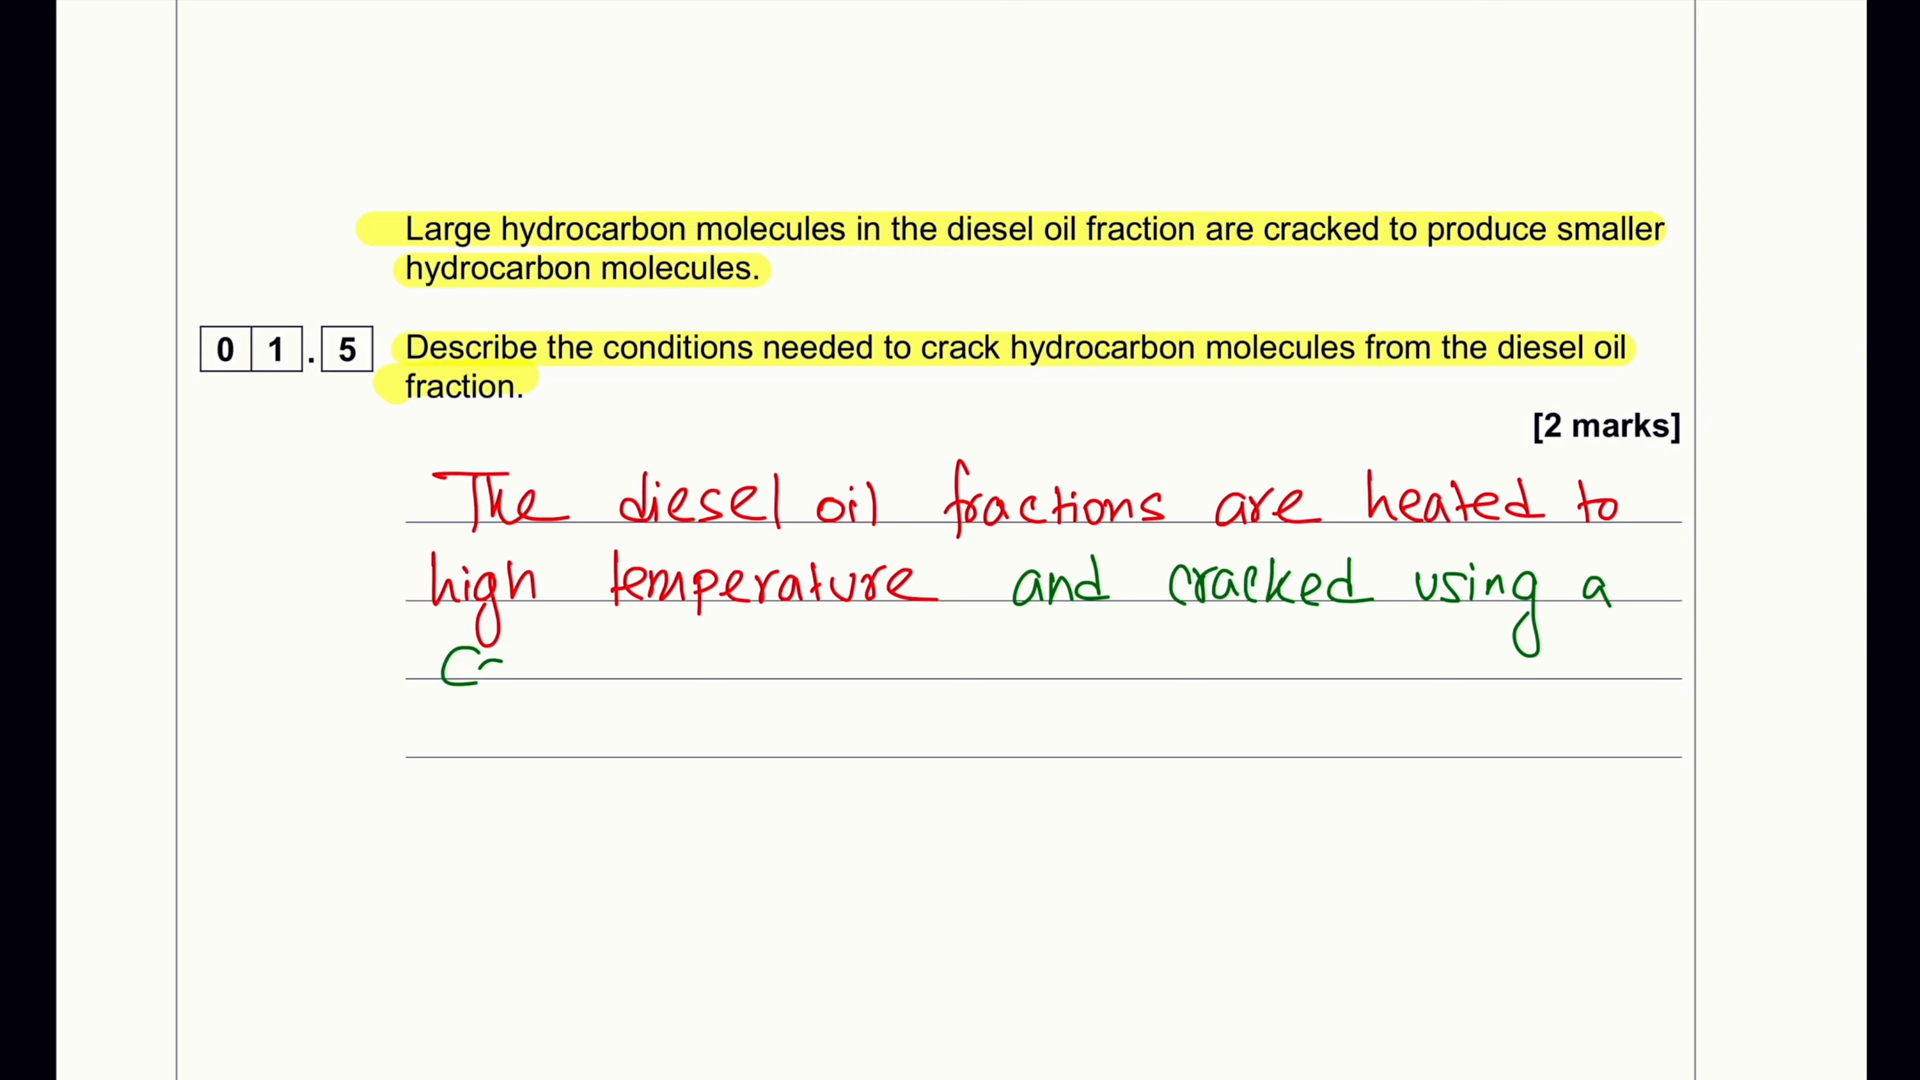 Large hydrocarbon molecules in the diesel oil fraction are cracked to produce smaller
hydrocarbon molecules.
01.5 Describe the conditions needed to crack hydrocarbon molecules from the diesel oil
fraction.
[2 marks]
The diesel oil fractions are heated to
high temperature and cracked using a